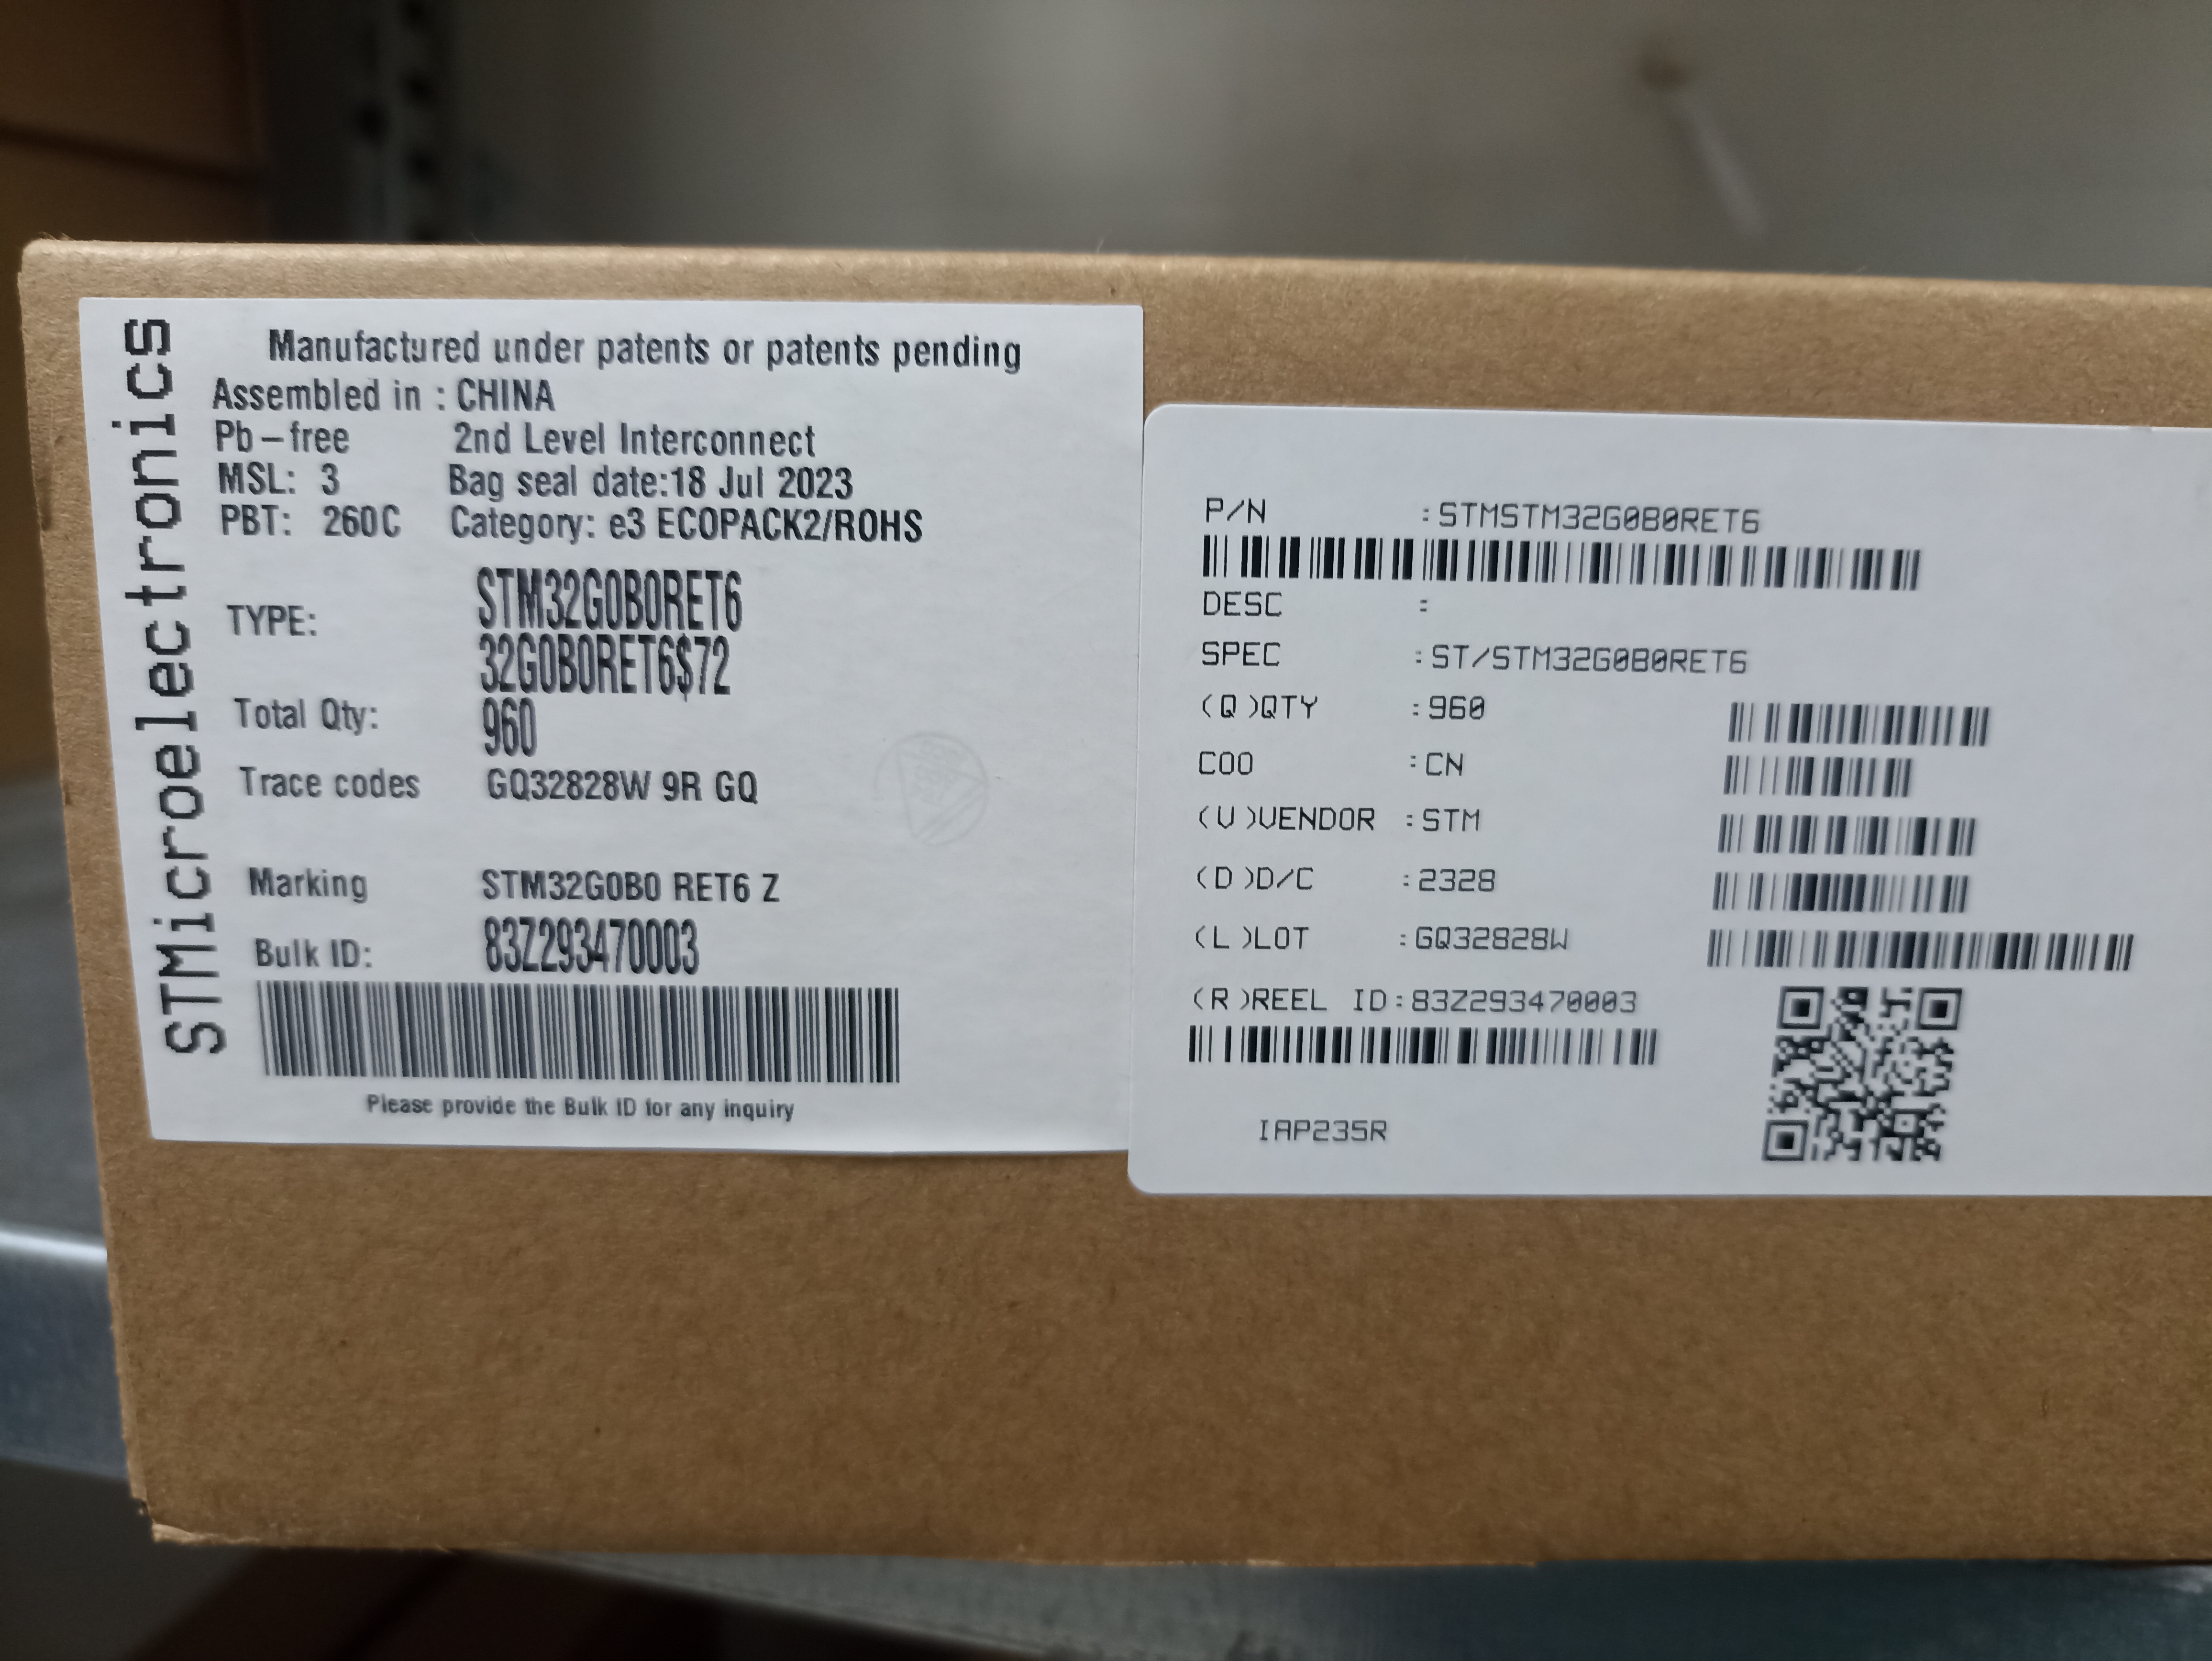 STMicroelectronics
Manufactured under patents or patents pending
Assembled in : CHINA
Pb-free 2nd Level Interconnect
MSL: 3 Bag seal date:18 Jul 2023
PBT: 260C Category: e3 ECOPACK2/ROHS
TYPE: STM32G0B0RET6
32G0B0RET6$72
Total Qty: 960
Trace codes GQ32828W 9R GQ
Marking STM32G0B0 RET6 Z
Bulk ID: 83Z293470003
Please provide the Bulk ID for any inquiry
P/N :STMSTM32G0B0RET6
DESC :
SPEC :ST/STM32G0B0RET6
(Q)QTY :960
COO :CN
(V)VENDOR :STM
(D)D/C :2328
(L)LOT :GQ32828W
(R)REEL ID:83Z293470003
IAP235R